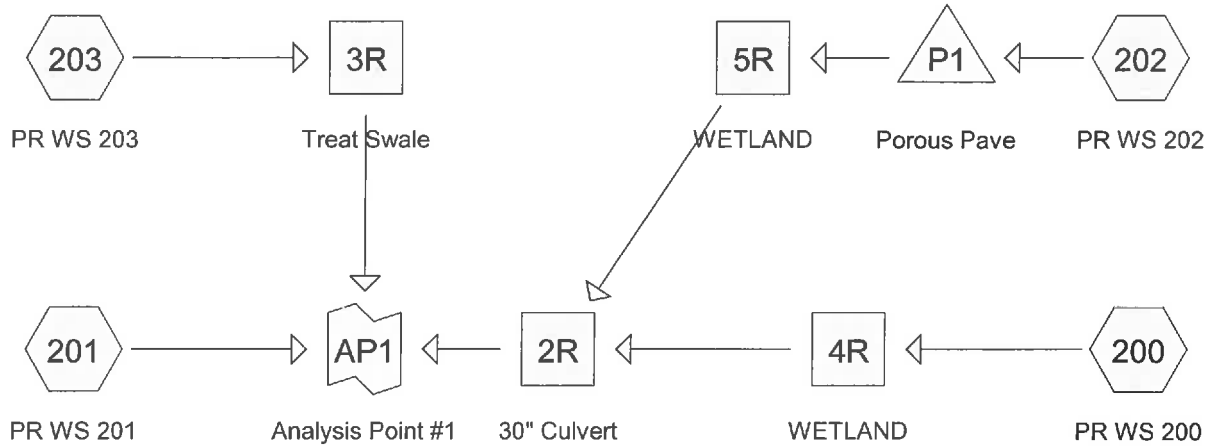 203
3R
5R
P1
202
PR WS 203
Treat Swale
WETLAND
Porous Pave
PR WS 202
201
AP1
2R
4R
200
PR WS 201
Analysis Point #1
30" Culvert
WETLAND
PR WS 200